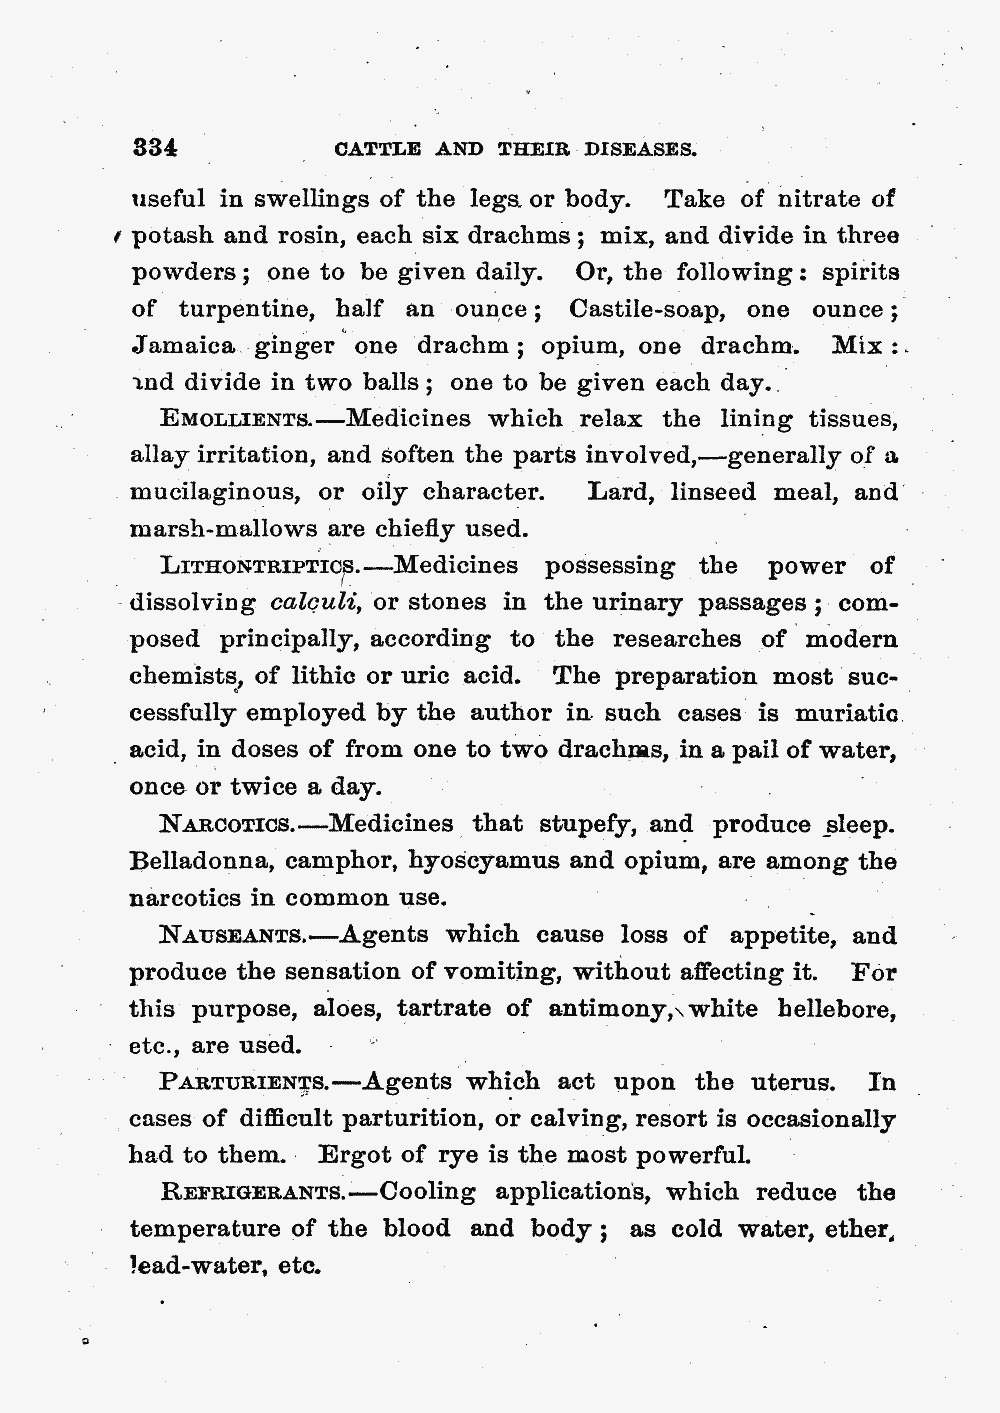 334 CATTLE AND THEIR DISEASES.
useful in swellings of the legs or body. Take of nitrate of
potash and rosin, each six drachms; mix, and divide in three
powders; one to be given daily. Or, the following: spirits
of turpentine, half an ounce; Castile-soap, one ounce;
Jamaica ginger one drachm; opium, one drachm. Mix:
and divide in two balls; one to be given each day.
EMOLLIENTS.—Medicines which relax the lining tissues,
allay irritation, and soften the parts involved,—generally of a
mucilaginous, or oily character. Lard, linseed meal, and
marsh-mallows are chiefly used.
LITHONTRIPTICS.—Medicines possessing the power of
dissolving calculi, or stones in the urinary passages; com-
posed principally, according to the researches of modern
chemists, of lithic or uric acid. The preparation most suc-
cessfully employed by the author in such cases is muriatic
acid, in doses of from one to two drachms, in a pail of water,
once or twice a day.
NARCOTICS.—Medicines that stupefy, and produce sleep.
Belladonna, camphor, hyoscyamus and opium, are among the
narcotics in common use.
NAUSEANTS.—Agents which cause loss of appetite, and
produce the sensation of vomiting, without affecting it. For
this purpose, aloes, tartrate of antimony, white hellebore,
etc., are used.
PARTURIENTS.—Agents which act upon the uterus. In
cases of difficult parturition, or calving, resort is occasionally
had to them. Ergot of rye is the most powerful.
REFRIGERANTS.—Cooling applications, which reduce the
temperature of the blood and body; as cold water, ether,
lead-water, etc.